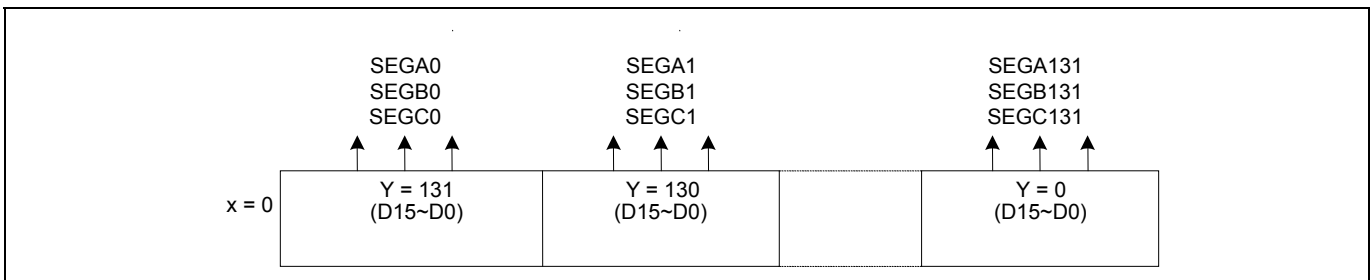 SEGA0 SEGA1 SEGA131
SEGB0 SEGB1 SEGB131
SEGC0 SEGC1 SEGC131
x = 0 Y = 131 Y = 130 Y = 0
(D15~D0) (D15~D0) (D15~D0)